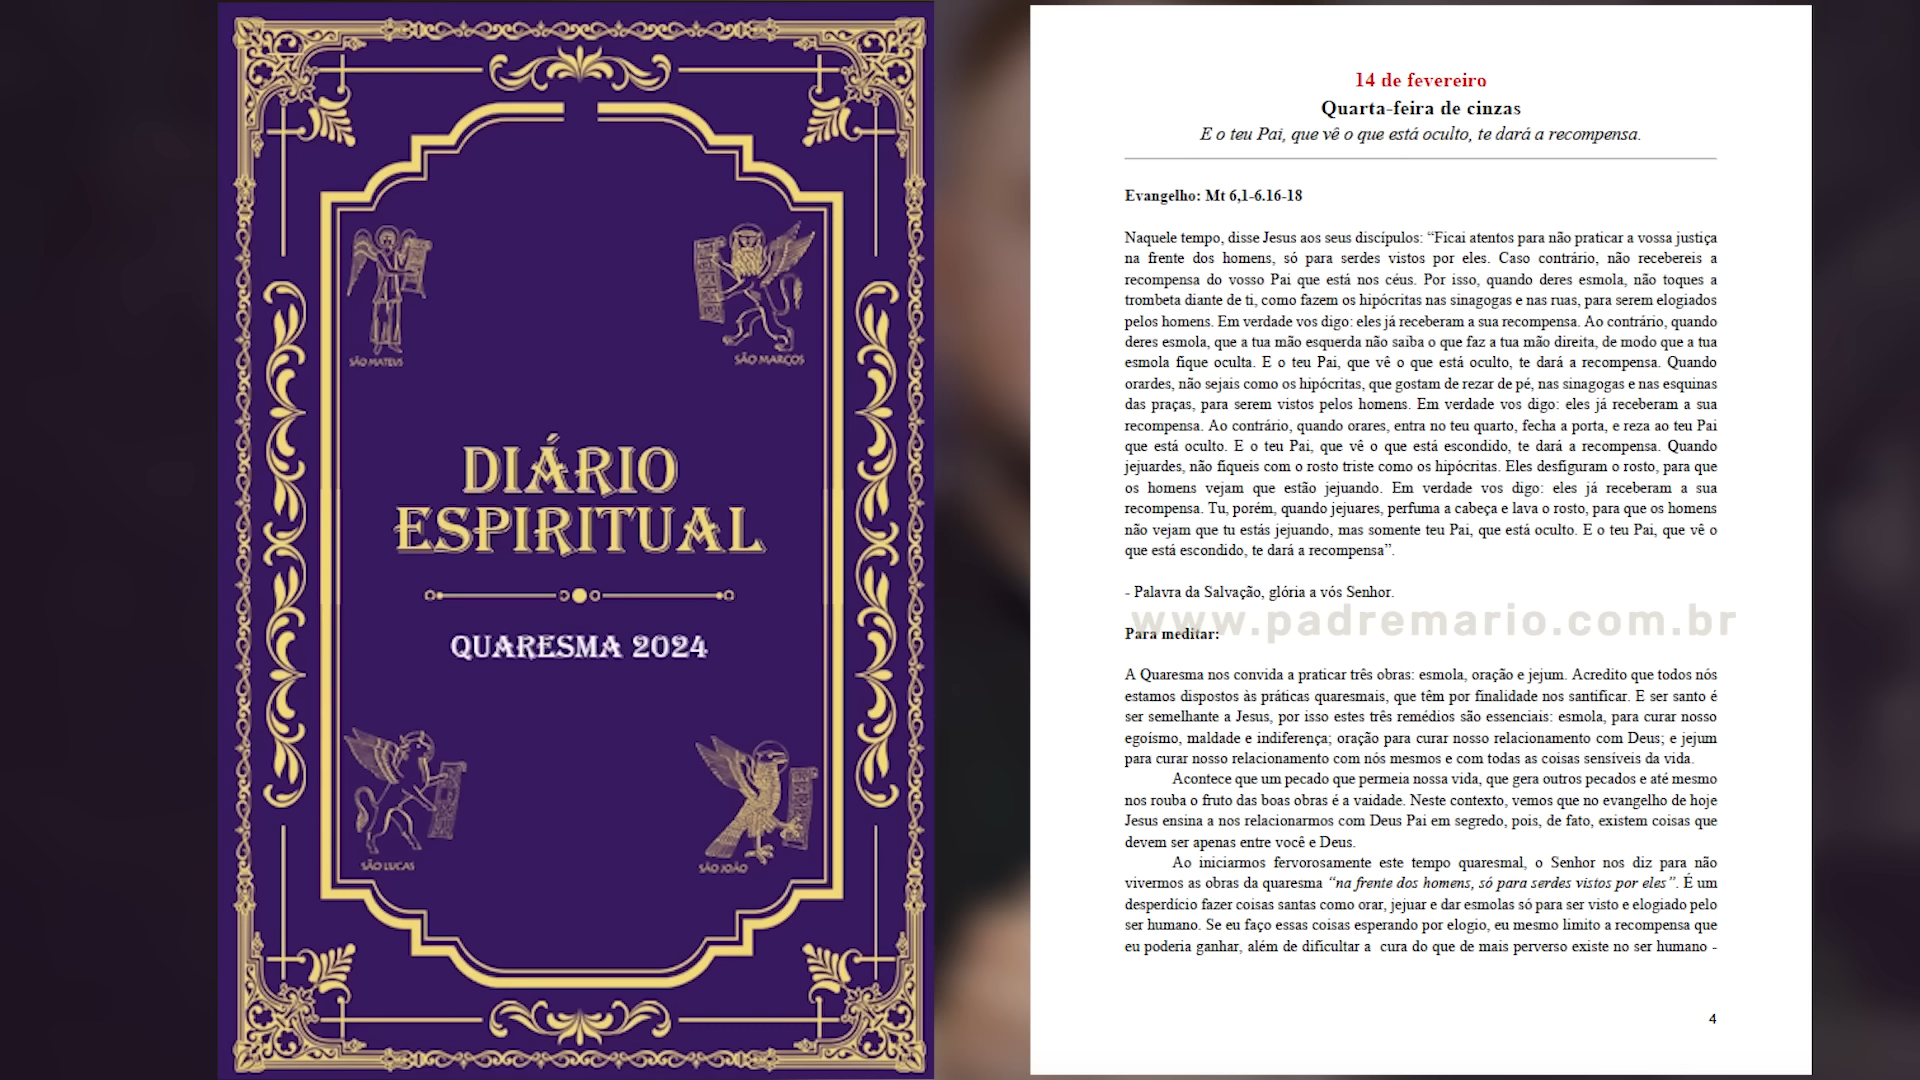 SÃO MATEUS
SÃO MARCOS
DIÁRIO
ESPIRITUAL
QUARESMA 2024
SÃO LUCAS
SÃO JOÃO
14 de fevereiro
Quarta-feira de cinzas
E o teu Pai, que vê o que está oculto, te dará a recompensa.
Evangelho: Mt 6,1-6.16-18
Naquele tempo, disse Jesus aos seus discípulos: “Ficai atentos para não praticar a vossa justiça
na frente dos homens, só para serdes vistos por eles. Caso contrário, não recebereis a
recompensa do vosso Pai que está nos céus. Por isso, quando deres esmola, não toques a
trombeta diante de ti, como fazem os hipócritas nas sinagogas e nas ruas, para serem elogiados
pelos homens. Em verdade vos digo: eles já receberam a sua recompensa. Ao contrário, quando
deres esmola, que a tua mão esquerda não saiba o que faz a tua mão direita, de modo que a tua
esmola fique oculta. E o teu Pai, que vê o que está oculto, te dará a recompensa. Quando
orardes, não sejais como os hipócritas, que gostam de rezar de pé, nas sinagogas e nas esquinas
das praças, para serem vistos pelos homens. Em verdade vos digo: eles já receberam a sua
recompensa. Ao contrário, quando orares, entra no teu quarto, fecha a porta, e reza ao teu Pai
que está oculto. E o teu Pai, que vê o que está escondido, te dará a recompensa. Quando
jejuardes, não fiqueis com o rosto triste como os hipócritas. Eles desfiguram o rosto, para que
os homens vejam que estão jejuando. Em verdade vos digo: eles já receberam a sua
recompensa. Tu, porém, quando jejuares, perfuma a cabeça e lava o rosto, para que os homens
não vejam que tu estás jejuando, mas somente teu Pai, que está oculto. E o teu Pai, que vê o
que está escondido, te dará a recompensa”.
- Palavra da Salvação, glória a vós Senhor.
www.padremario.com.br
Para meditar:
A Quaresma nos convida a praticar três obras: esmola, oração e jejum. Acredito que todos nós
estamos dispostos às práticas quaresmais, que têm por finalidade nos santificar. E ser santo é
ser semelhante a Jesus, por isso estes três remédios são essenciais: esmola, para curar nosso
egoísmo, maldade e indiferença; oração para curar nosso relacionamento com Deus; e jejum
para curar nosso relacionamento com nós mesmos e com todas as coisas sensíveis da vida.
Acontece que um pecado que permeia nossa vida, que gera outros pecados e até mesmo
nos rouba o fruto das boas obras é a vaidade. Neste contexto, vemos que no evangelho de hoje
Jesus ensina a nos relacionarmos com Deus Pai em segredo, pois, de fato, existem coisas que
devem ser apenas entre você e Deus.
Ao iniciarmos fervorosamente este tempo quaresmal, o Senhor nos diz para não
vivermos as obras da quaresma “na frente dos homens, só para serdes vistos por eles”. É um
desperdício fazer coisas santas como orar, jejuar e dar esmolas só para ser visto e elogiado pelo
ser humano. Se eu faço essas coisas esperando por elogio, eu mesmo limito a recompensa que
eu poderia ganhar, além de dificultar a cura do que de mais perverso existe no ser humano -
4